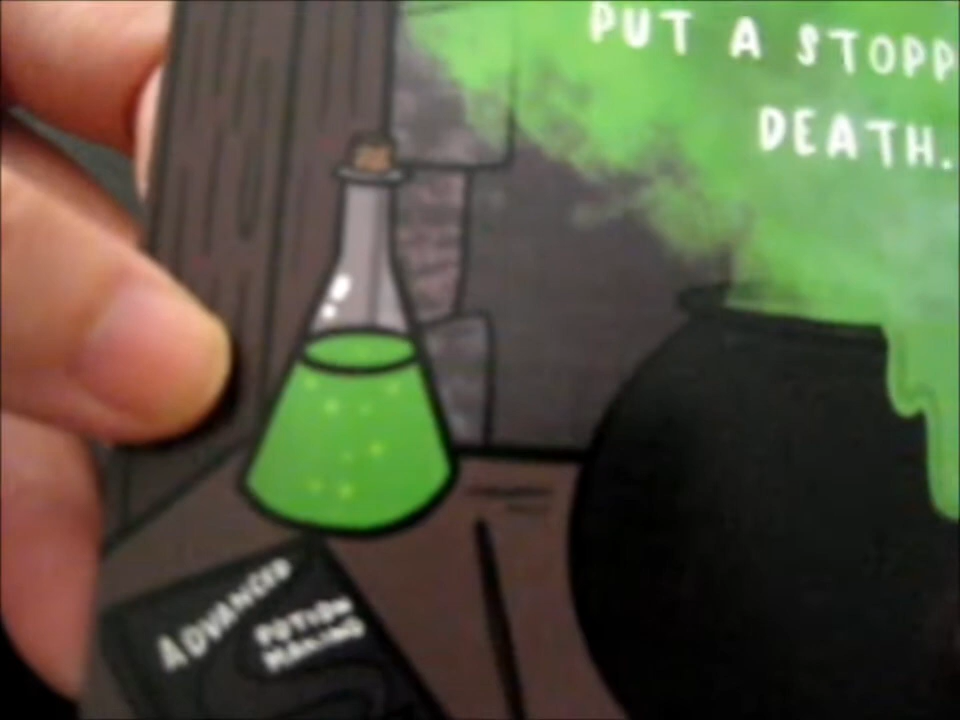 PUT A STOPP
DEATH.
ADVANCED
POTION
MAKING